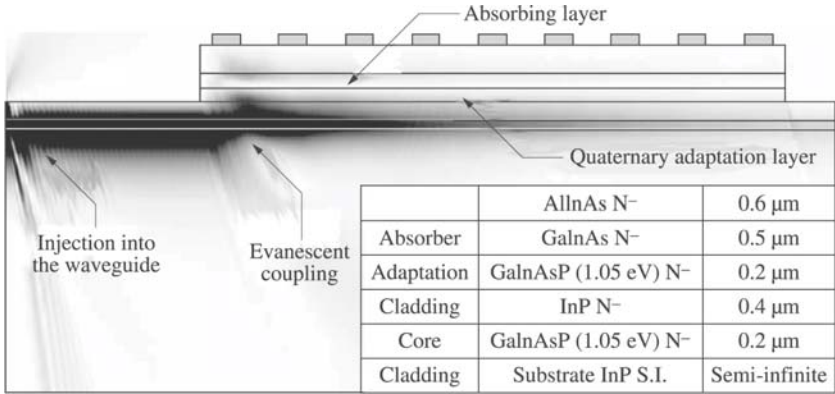 Absorbing layer
Quaternary adaptation layer
Injection into
the waveguide
Evanescent
coupling
AlInAs N⁻ 0.6 µm
Absorber GaInAs N⁻ 0.5 µm
Adaptation GaInAsP (1.05 eV) N⁻ 0.2 µm
Cladding InP N⁻ 0.4 µm
Core GaInAsP (1.05 eV) N⁻ 0.2 µm
Cladding Substrate InP S.I. Semi-infinite